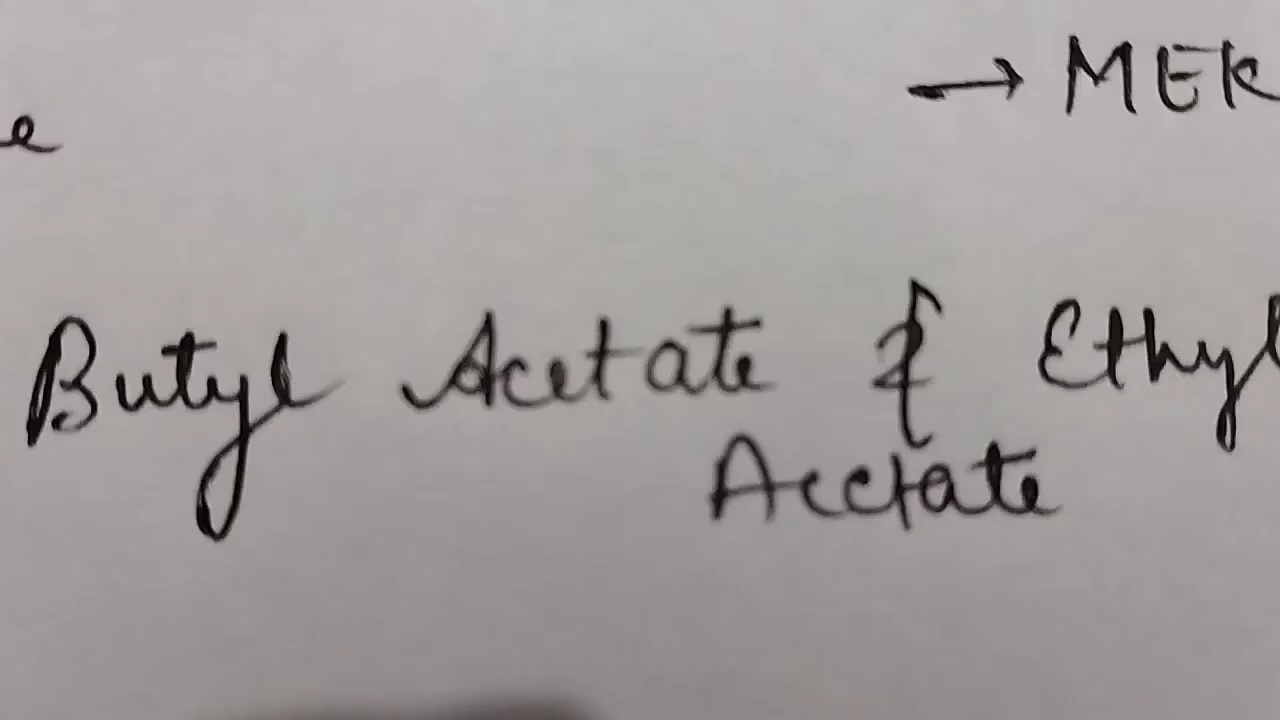 → MEK
Butyl Acetate & Ethyl
Acetate